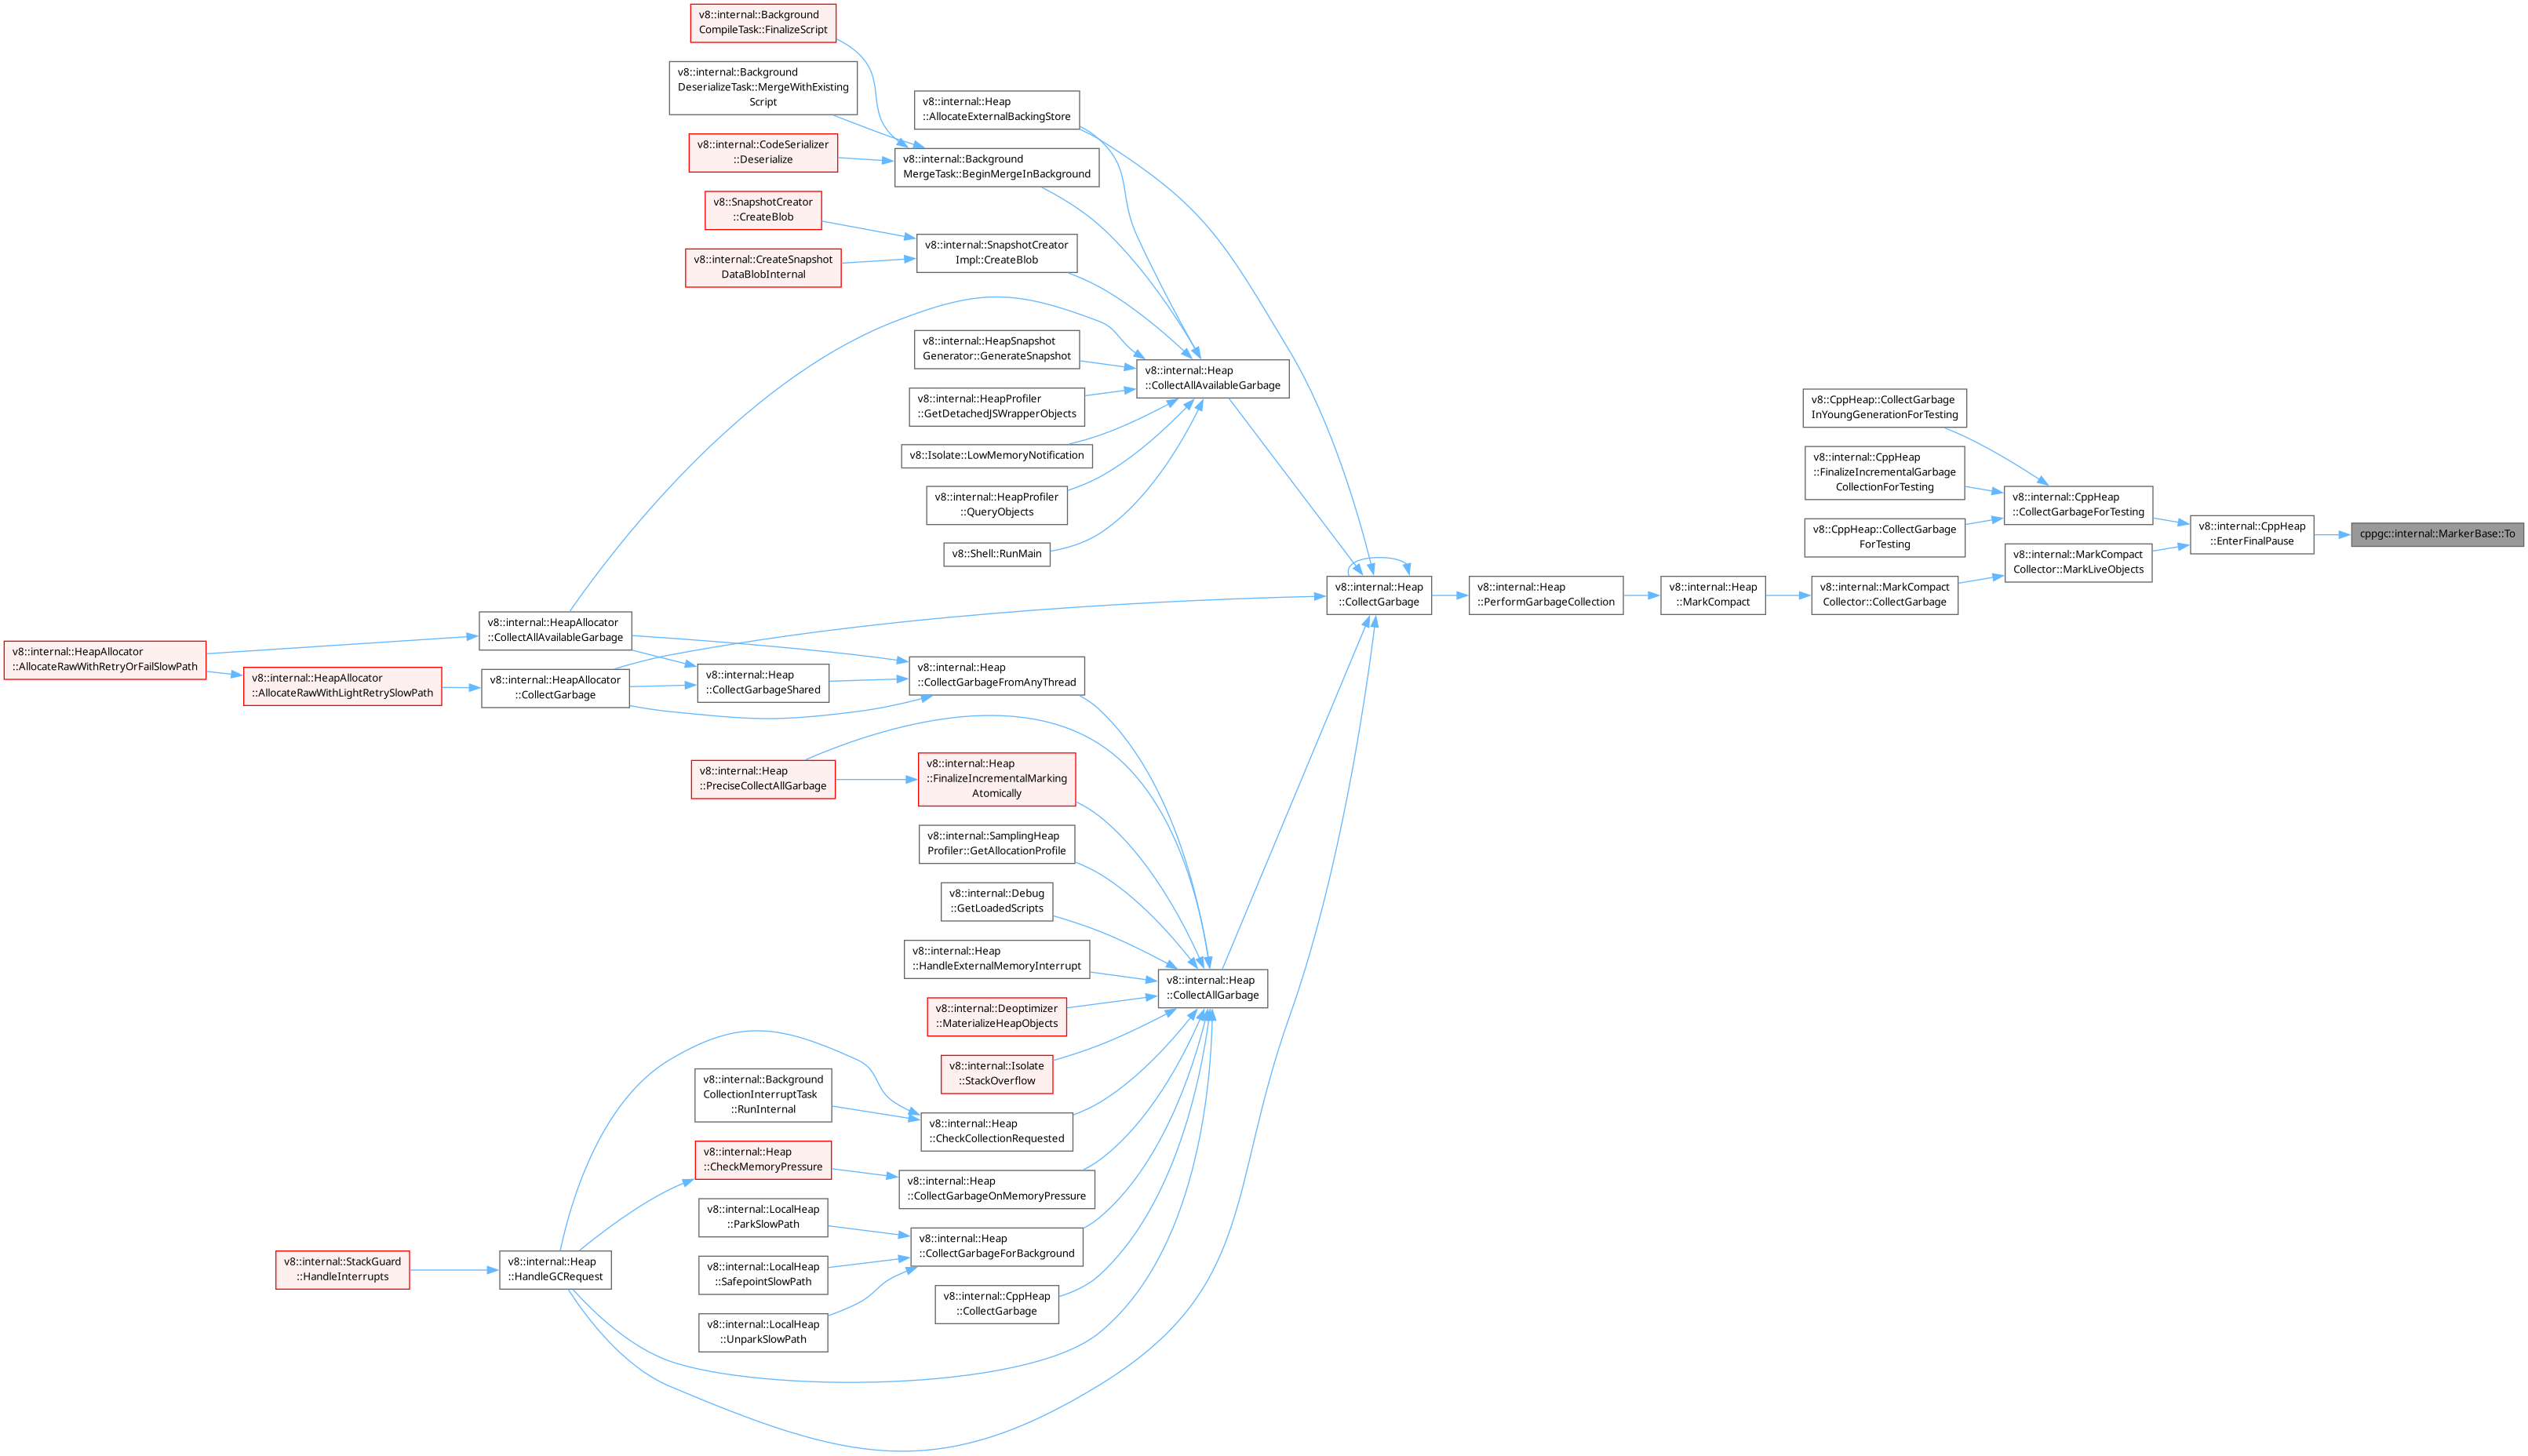 v8::internal::Background
CompileTask::FinalizeScript
v8::internal::Background
DeserializeTask::MergeWithExisting
Script
v8::internal::Heap
::AllocateExternalBackingStore
v8::internal::CodeSerializer
::Deserialize
v8::internal::Background
MergeTask::BeginMergeInBackground
v8::SnapshotCreator
::CreateBlob
v8::internal::CreateSnapshot
DataBlobInternal
v8::internal::SnapshotCreator
Impl::CreateBlob
v8::internal::HeapSnapshot
Generator::GenerateSnapshot
v8::internal::HeapProfiler
::GetDetachedJSWrapperObjects
v8::Isolate::LowMemoryNotification
v8::internal::HeapProfiler
::QueryObjects
v8::Shell::RunMain
v8::internal::Heap
::CollectAllAvailableGarbage
v8::CppHeap::CollectGarbage
InYoungGenerationForTesting
v8::internal::CppHeap
::FinalizeIncrementalGarbage
CollectionForTesting
v8::CppHeap::CollectGarbage
ForTesting
v8::internal::CppHeap
::CollectGarbageForTesting
v8::internal::MarkCompact
Collector::MarkLiveObjects
v8::internal::CppHeap
::EnterFinalPause
cppgc::internal::MarkerBase::To
v8::internal::Heap
::CollectGarbage
v8::internal::Heap
::PerformGarbageCollection
v8::internal::Heap
::MarkCompact
v8::internal::MarkCompact
Collector::CollectGarbage
v8::internal::HeapAllocator
::AllocateRawWithRetryOrFailSlowPath
v8::internal::HeapAllocator
::AllocateRawWithLightRetrySlowPath
v8::internal::HeapAllocator
::CollectAllAvailableGarbage
v8::internal::HeapAllocator
::CollectGarbage
v8::internal::Heap
::CollectGarbageShared
v8::internal::Heap
::CollectGarbageFromAnyThread
v8::internal::Heap
::PreciseCollectAllGarbage
v8::internal::Heap
::FinalizeIncrementalMarking
Atomically
v8::internal::SamplingHeap
Profiler::GetAllocationProfile
v8::internal::Debug
::GetLoadedScripts
v8::internal::Heap
::HandleExternalMemoryInterrupt
v8::internal::Deoptimizer
::MaterializeHeapObjects
v8::internal::Isolate
::StackOverflow
v8::internal::Heap
::CollectAllGarbage
v8::internal::Background
CollectionInterruptTask
::RunInternal
v8::internal::Heap
::CheckCollectionRequested
v8::internal::Heap
::CheckMemoryPressure
v8::internal::Heap
::CollectGarbageOnMemoryPressure
v8::internal::LocalHeap
::ParkSlowPath
v8::internal::LocalHeap
::SafepointSlowPath
v8::internal::LocalHeap
::UnparkSlowPath
v8::internal::Heap
::CollectGarbageForBackground
v8::internal::CppHeap
::CollectGarbage
v8::internal::StackGuard
::HandleInterrupts
v8::internal::Heap
::HandleGCRequest